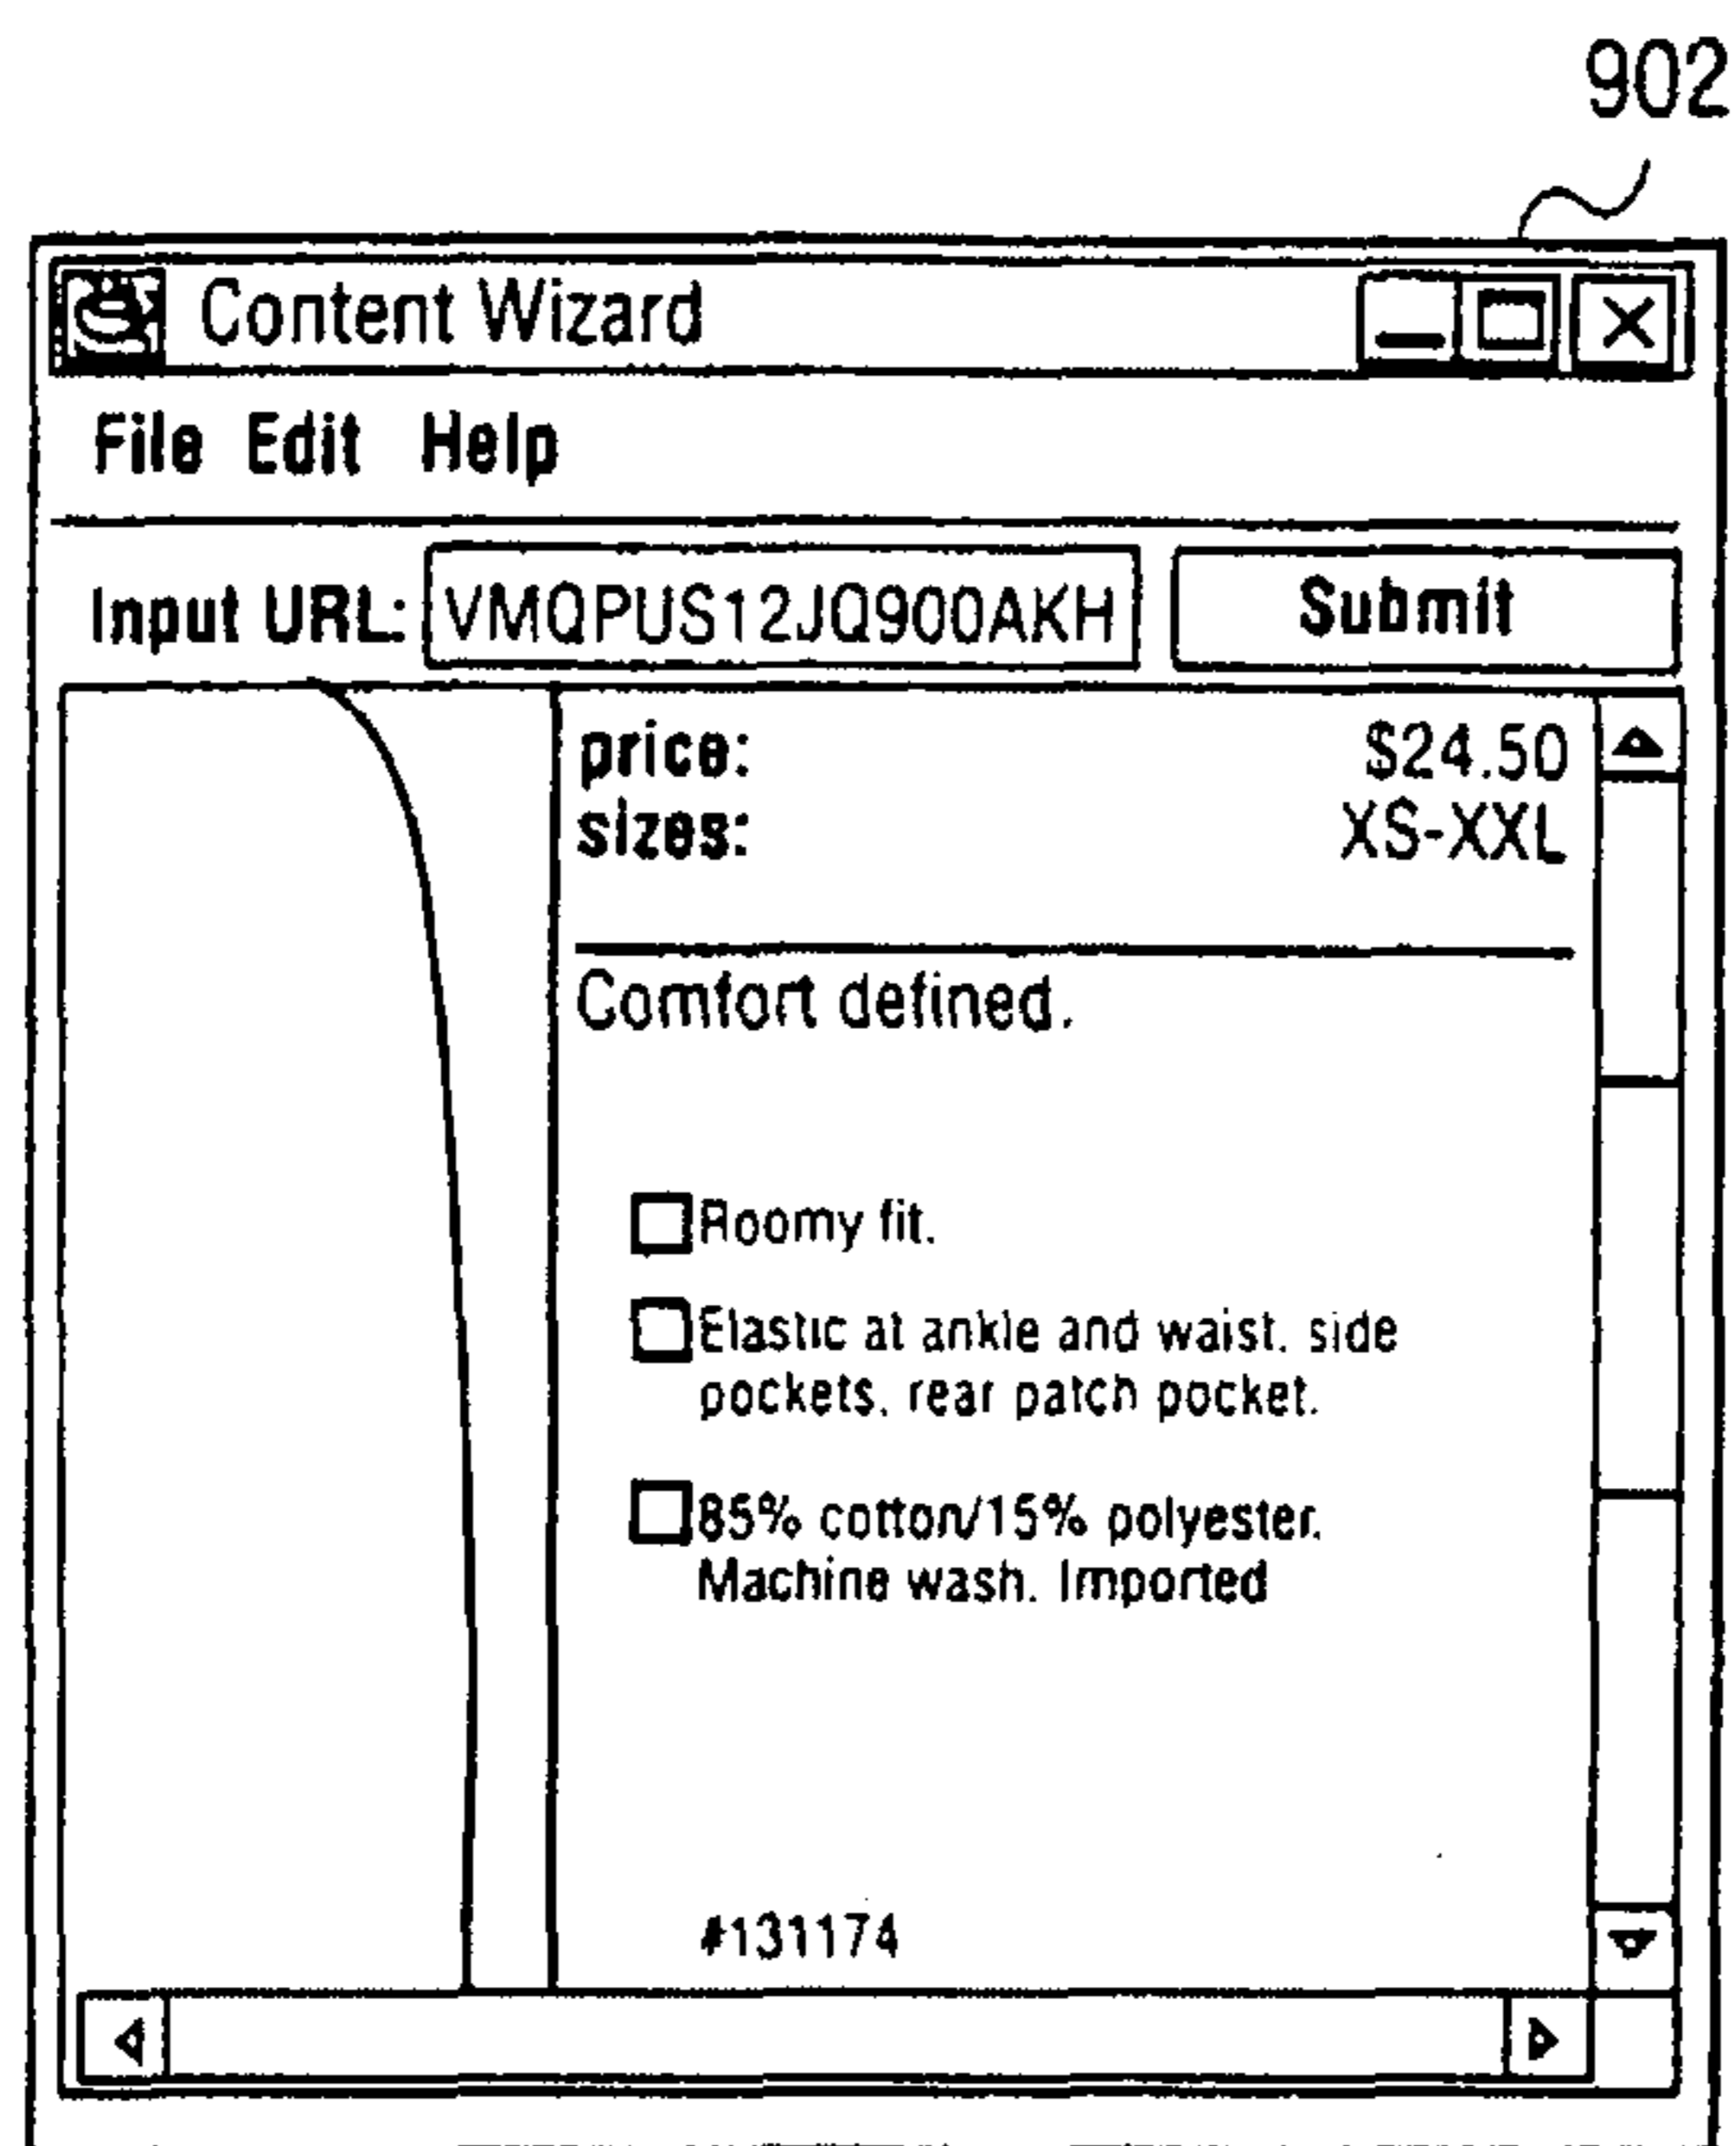 902
Content Wizard
File Edit Help
Input URL: VMQPUS12JQ900AKH Submit
price: $24.50
sizes: XS-XXL
Comfort defined.
Roomy fit.
Elastic at ankle and waist. side
pockets, rear patch pocket.
85% cotton/15% polyester.
Machine wash. Imported
#131174